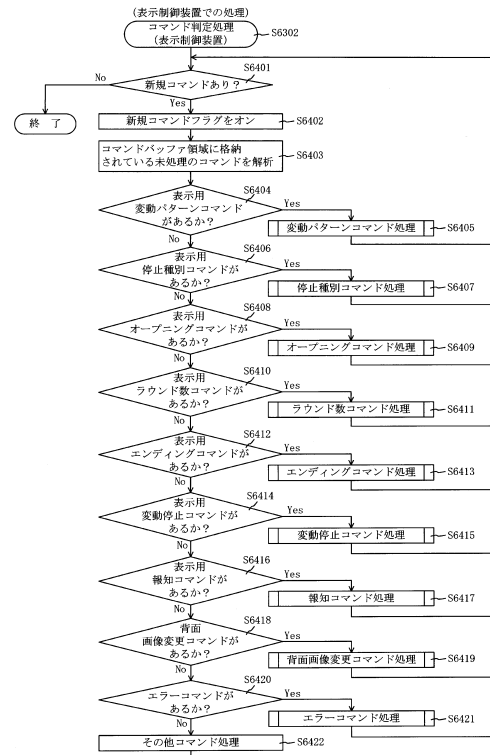 (表示制御装置での処理)
コマンド判定処理
(表示制御装置)
S6302
S6401
新規コマンドあり?
No
Yes
終 了
新規コマンドフラグをオン
S6402
コマンドバッファ領域に格納
されている未処理のコマンドを解析
S6403
S6404
表示用
変動パターンコマンド
があるか?
Yes
No
変動パターンコマンド処理
S6405
S6406
表示用
停止種別コマンドが
あるか?
Yes
No
停止種別コマンド処理
S6407
S6408
表示用
オープニングコマンドが
あるか?
Yes
No
オープニングコマンド処理
S6409
S6410
表示用
ラウンド数コマンドが
あるか?
Yes
No
ラウンド数コマンド処理
S6411
S6412
表示用
エンディングコマンドが
あるか?
Yes
No
エンディングコマンド処理
S6413
S6414
表示用
変動停止コマンドが
あるか?
Yes
No
変動停止コマンド処理
S6415
S6416
表示用
報知コマンドが
あるか?
Yes
No
報知コマンド処理
S6417
S6418
背面
画像変更コマンドが
あるか?
Yes
No
背面画像変更コマンド処理
S6419
S6420
エラーコマンドが
あるか?
Yes
No
エラーコマンド処理
S6421
その他コマンド処理
S6422